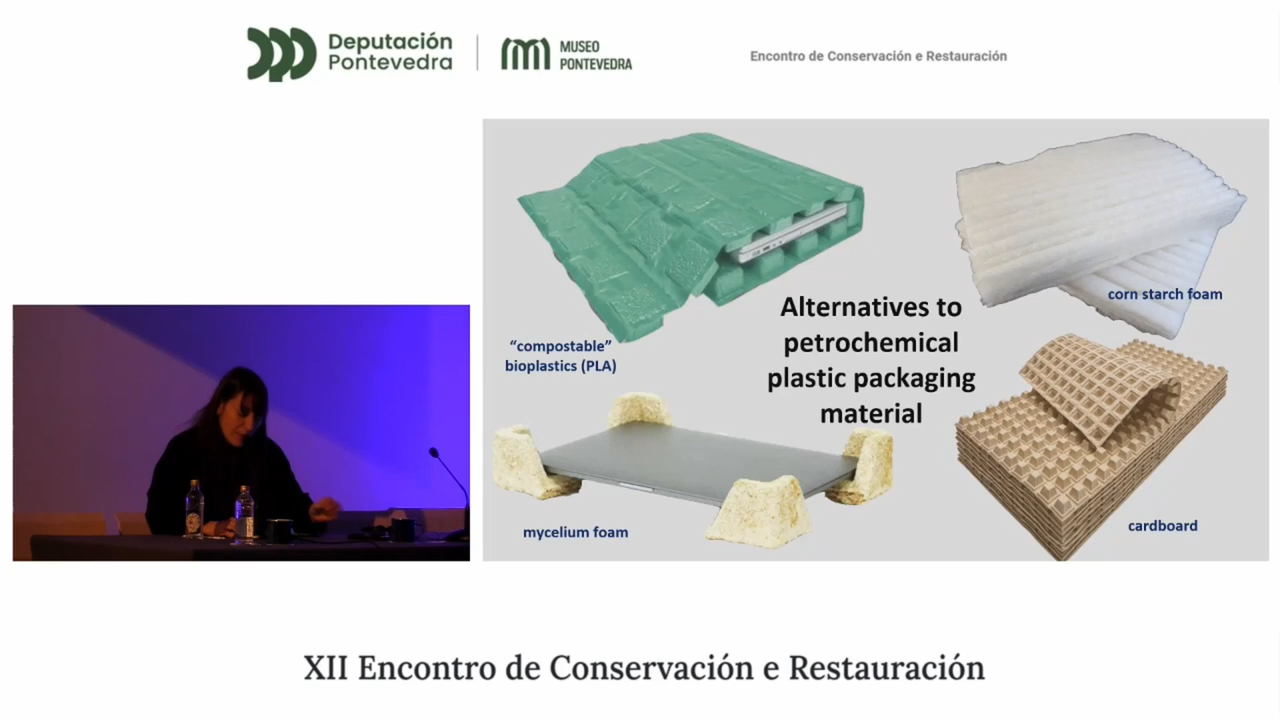 Deputación
Pontevedra
MUSEO
PONTEVEDRA
Encontro de Conservación e Restauración
Alternatives to
petrochemical
plastic packaging
material
“compostable”
bioplastics (PLA)
corn starch foam
mycelium foam
cardboard
XII Encontro de Conservación e Restauración